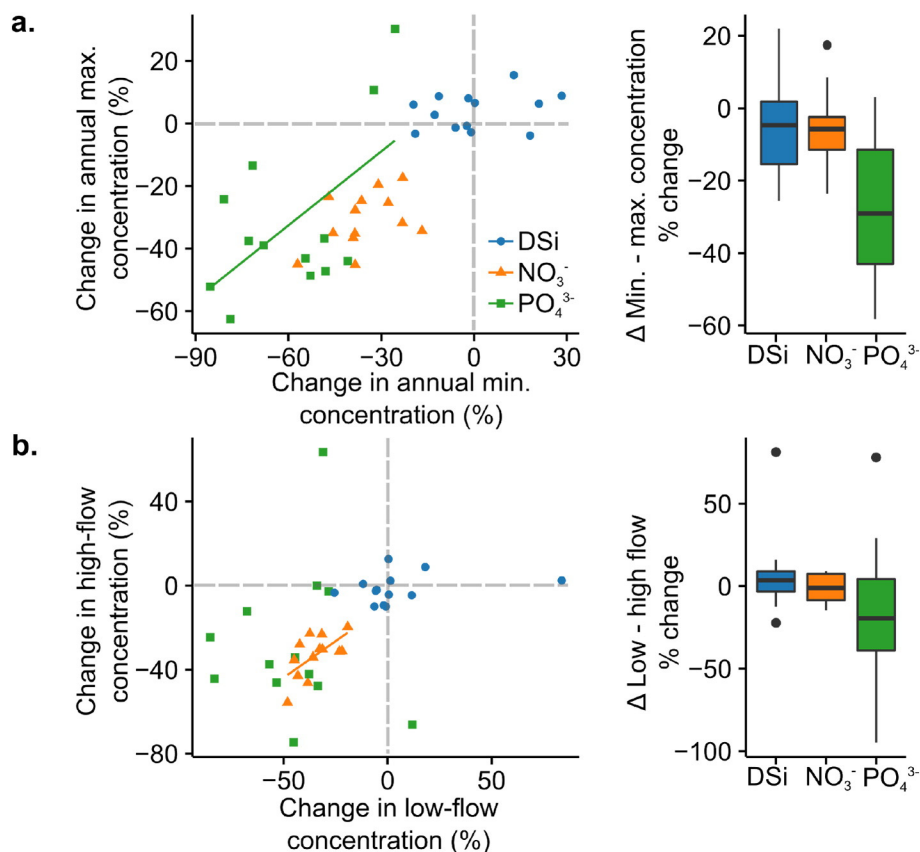 a.
Change in annual max.
concentration (%)
20
0
−20
−40
−60
DSi
NO₃⁻
PO₄³⁻
−90
−60
−30
0
30
Change in annual min.
concentration (%)
Δ Min. - max. concentration
% change
20
0
−20
−40
−60
DSi
NO₃⁻
PO₄³⁻
b.
Change in high-flow
concentration (%)
40
0
−40
−80
−50
0
50
Change in low-flow
concentration (%)
Δ Low - high flow
% change
50
0
−50
−100
DSi
NO₃⁻
PO₄³⁻